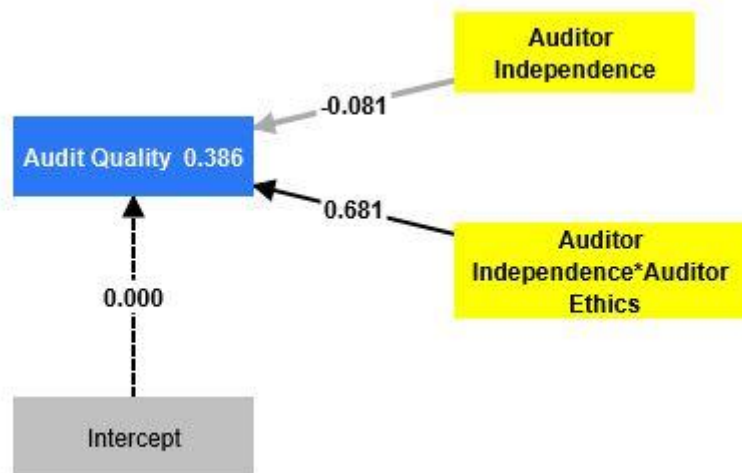 Auditor
Independence
-0.081
Audit Quality 0.386
0.681
Auditor
Independence*Auditor
Ethics
0.000
Intercept